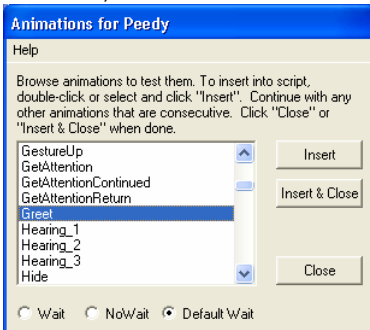 Animations for Peedy
Help
Browse animations to test them. To insert into script,
double-click or select and click "Insert". Continue with any
other animations that are consecutive. Click "Close" or
"Insert & Close" when done.
GestureUp
GetAttention
GetAttentionContinued
GetAttentionReturn
Greet
Hearing_1
Hearing_2
Hearing_3
Hide
Insert
Insert & Close
Close
Wait NoWait Default Wait